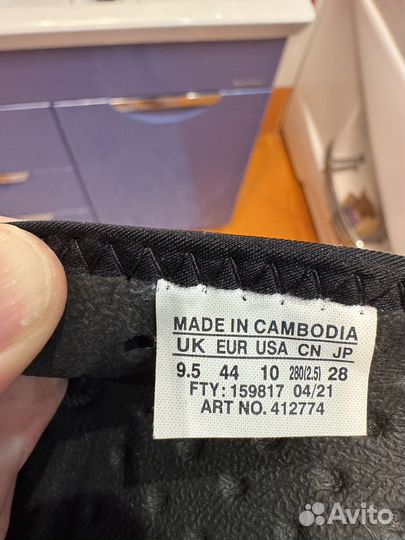 MADE IN CAMBODIA
UK EUR USA CN JP
9.5 44 10 280(2.5) 28
FTY: 159817 04/21
ART NO. 412774
Avito